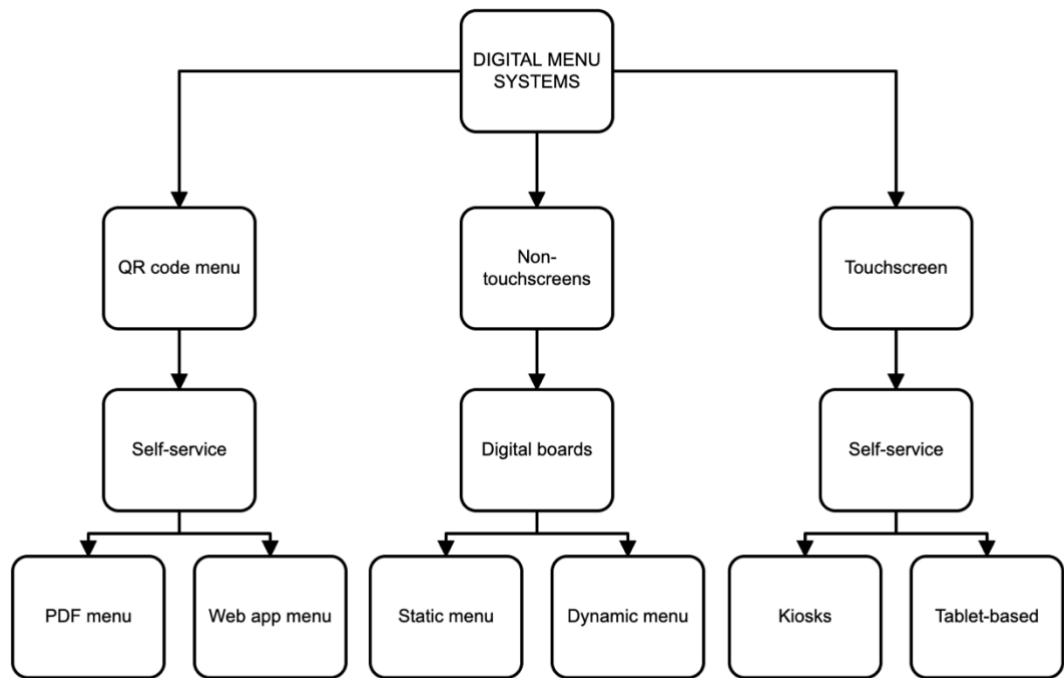 DIGITAL MENU
SYSTEMS
QR code menu
Non-
touchscreens
Touchscreen
Self-service
Digital boards
Self-service
PDF menu
Web app menu
Static menu
Dynamic menu
Kiosks
Tablet-based